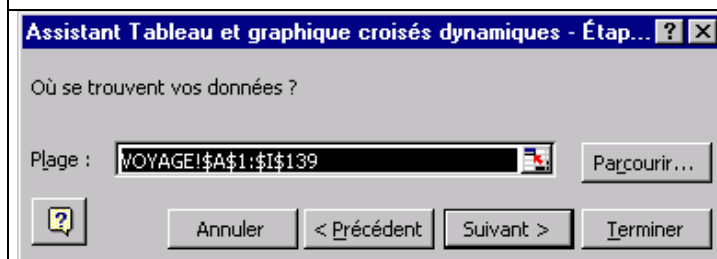 Assistant Tableau et graphique croisés dynamiques - Étap...
Où se trouvent vos données ?
Plage : VOYAGE!$A$1:$I$139 Parcourir...
Annuler < Précédent Suivant > Terminer